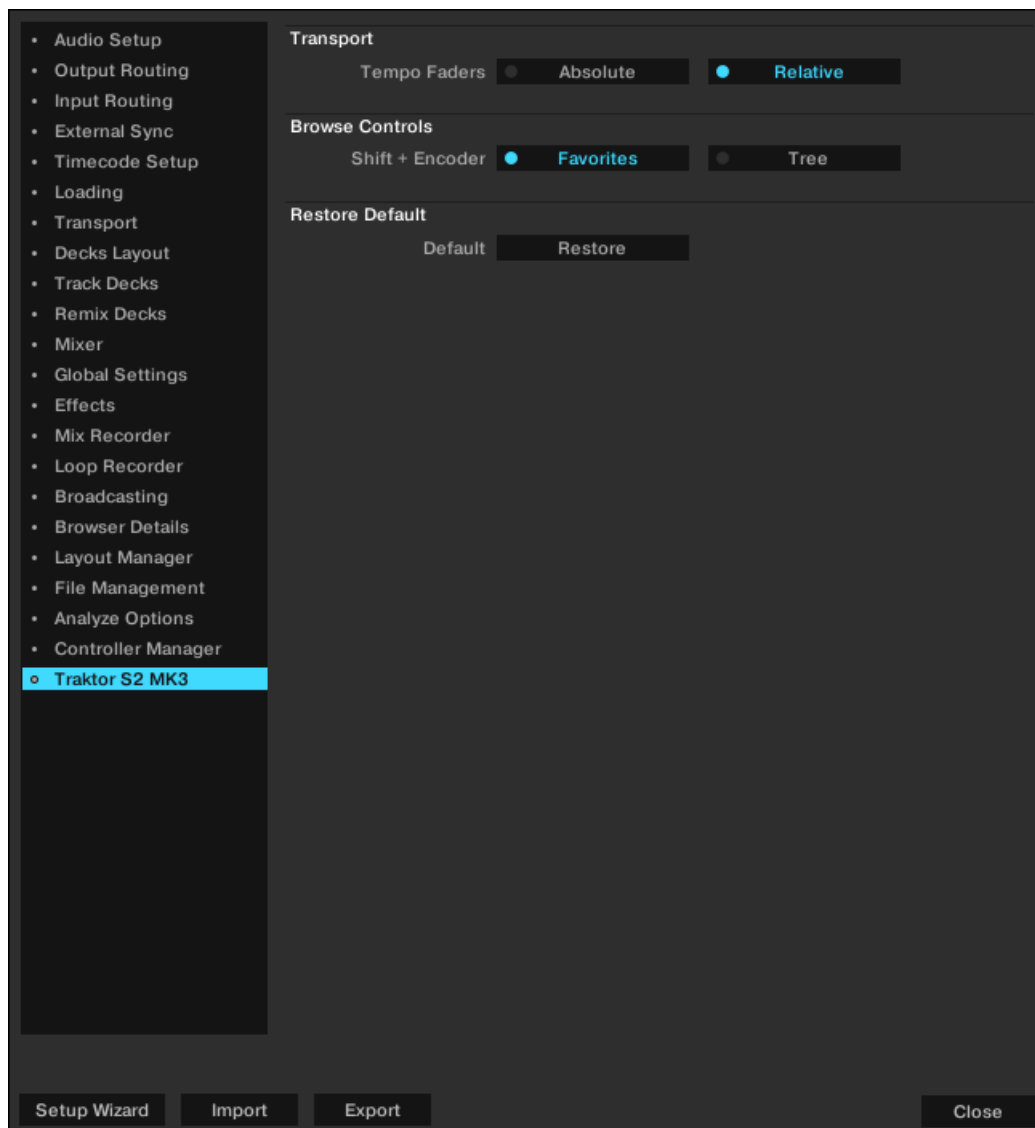 Audio Setup
Output Routing
Input Routing
External Sync
Timecode Setup
Loading
Transport
Decks Layout
Track Decks
Remix Decks
Mixer
Global Settings
Effects
Mix Recorder
Loop Recorder
Broadcasting
Browser Details
Layout Manager
File Management
Analyze Options
Controller Manager
Traktor S2 MK3
Transport
Tempo Faders Absolute Relative
Browse Controls
Shift + Encoder Favorites Tree
Restore Default
Default Restore
Setup Wizard Import Export Close